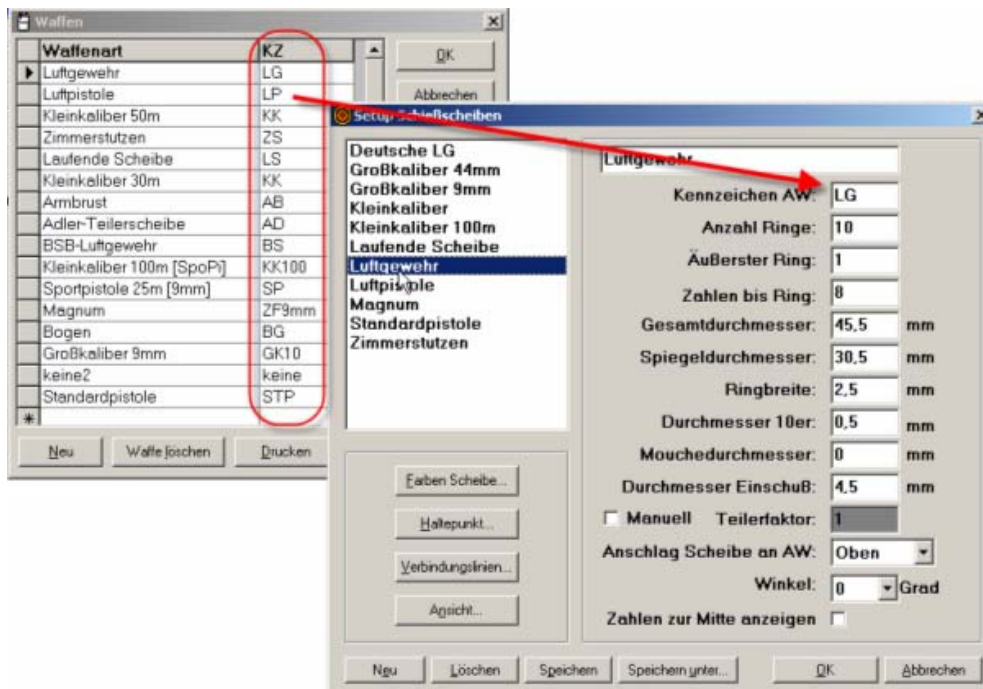 Waffen
Waffenart KZ
Luftgewehr LG
Luftpistole LP
Kleinkaliber 50m KK
Zimmerstutzen ZS
Laufende Scheibe LS
Kleinkaliber 30m KK
Armbrust AB
Adler-Teilerscheibe AD
BSB-Luftgewehr BS
Kleinkaliber 100m [SpoPi] KK100
Sportpistole 25m [9mm] SP
Magnum ZF9mm
Bogen BG
Großkaliber 9mm GK10
keine2 keine
Standardpistole STP
OK
Abbrechen
Neu Waffe löschen Drucken
Setup Schießscheiben
Deutsche LG
Großkaliber 44mm
Großkaliber 9mm
Kleinkaliber
Kleinkaliber 100m
Laufende Scheibe
Luftgewehr
Luftpistole
Magnum
Standardpistole
Zimmerstutzen
Farben Scheibe...
Haltepunkt...
Verbindungslinien...
Ansicht...
Luftgewehr
Kennzeichen AW: LG
Anzahl Ringe: 10
Äußerster Ring: 1
Zahlen bis Ring: 8
Gesamtdurchmesser: 45,5 mm
Spiegeldurchmesser: 30,5 mm
Ringbreite: 2,5 mm
Durchmesser 10er: 0,5 mm
Mouchedurchmesser: 0 mm
Durchmesser Einschuß: 4,5 mm
Manuell Teilerfaktor: 1
Anschlag Scheibe an AW: Oben
Winkel: 0 Grad
Zahlen zur Mitte anzeigen
Neu Löschen Speichern Speichern unter... OK Abbrechen